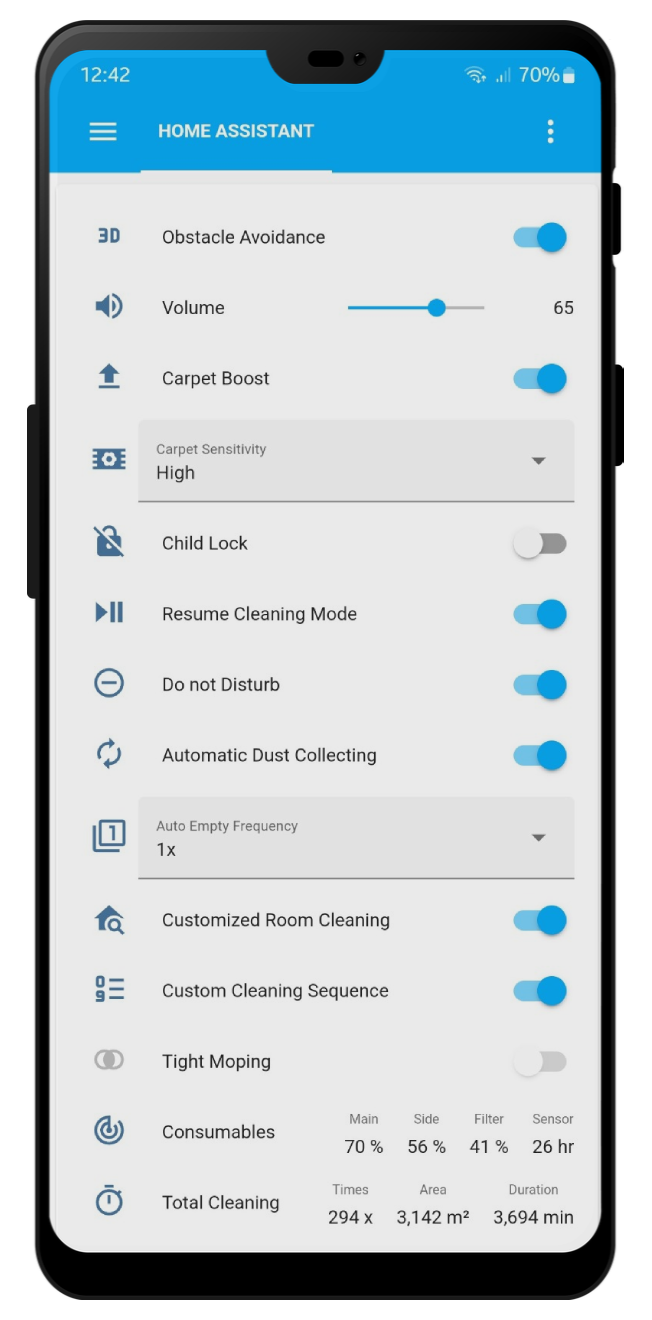 12:42 70%
HOME ASSISTANT
3D Obstacle Avoidance
Volume 65
Carpet Boost
Carpet Sensitivity
High
Child Lock
Resume Cleaning Mode
Do not Disturb
Automatic Dust Collecting
Auto Empty Frequency
1
1x
Customized Room Cleaning
0
9
Custom Cleaning Sequence
Tight Moping
Main Side Filter Sensor
Consumables
70 % 56 % 41 % 26 hr
Times Area Duration
Total Cleaning
294 x 3,142 m² 3,694 min